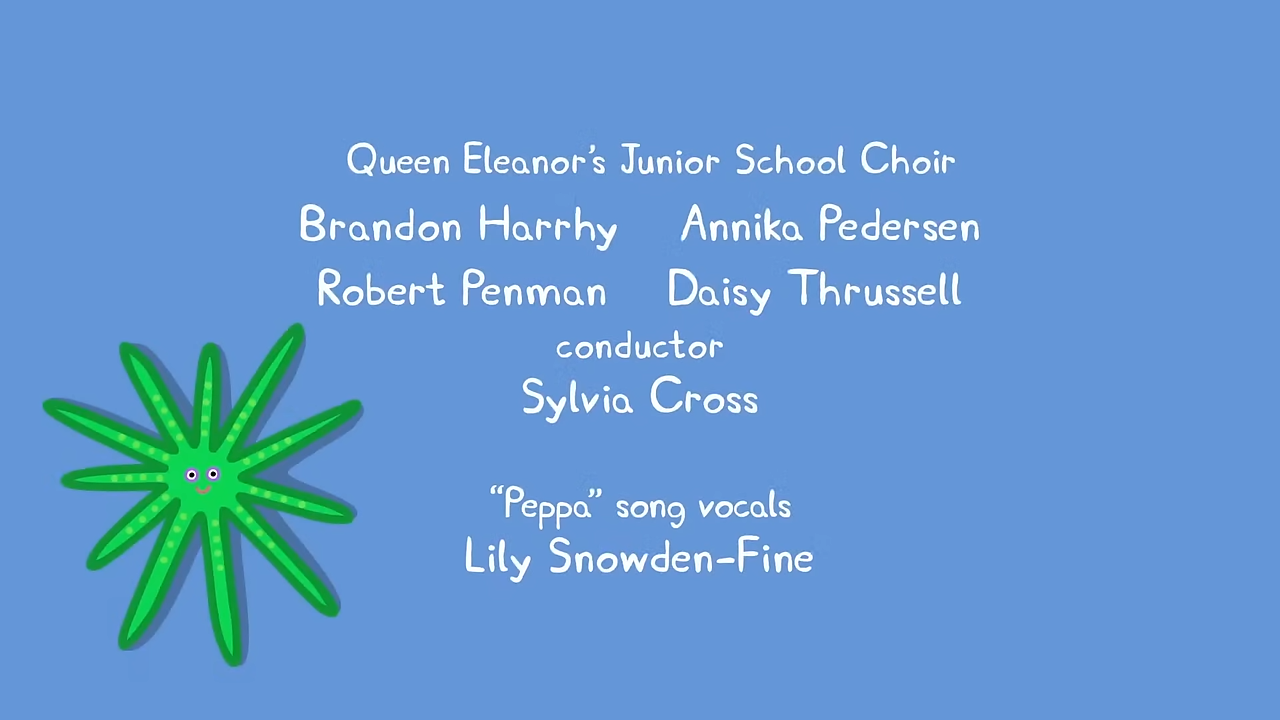 Queen Eleanor's Junior School Choir
Brandon Harrhy Annika Pedersen
Robert Penman Daisy Thrussell
conductor
Sylvia Cross
“Peppa” song vocals
Lily Snowden-Fine